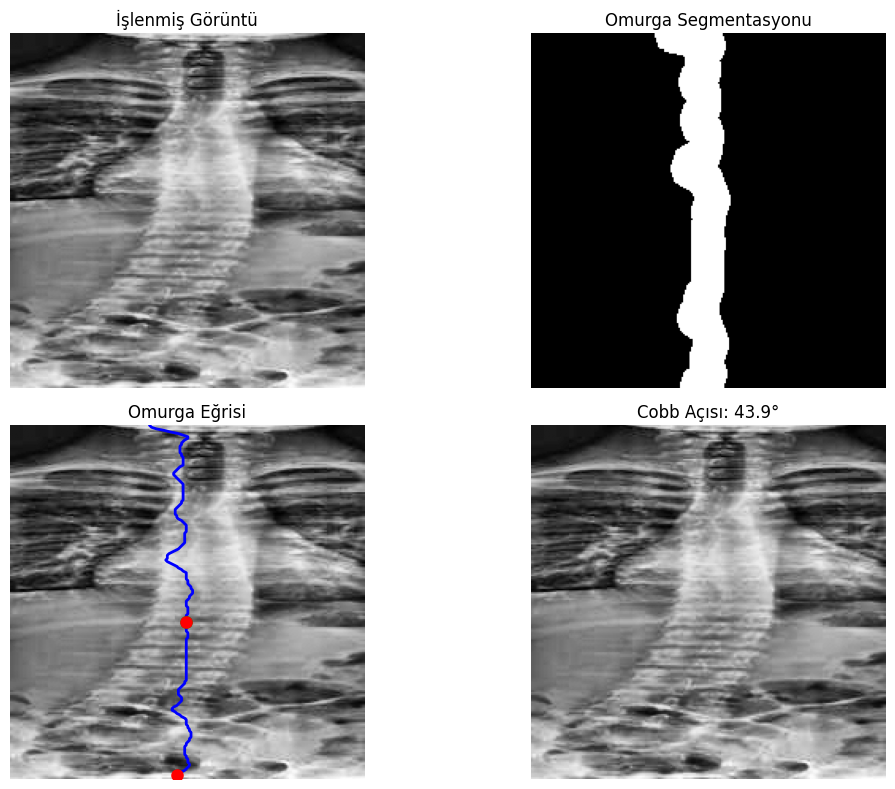 İşlenmiş Görüntü
Omurga Segmentasyonu
Omurga Eğrisi
Cobb Açısı: 43.9°